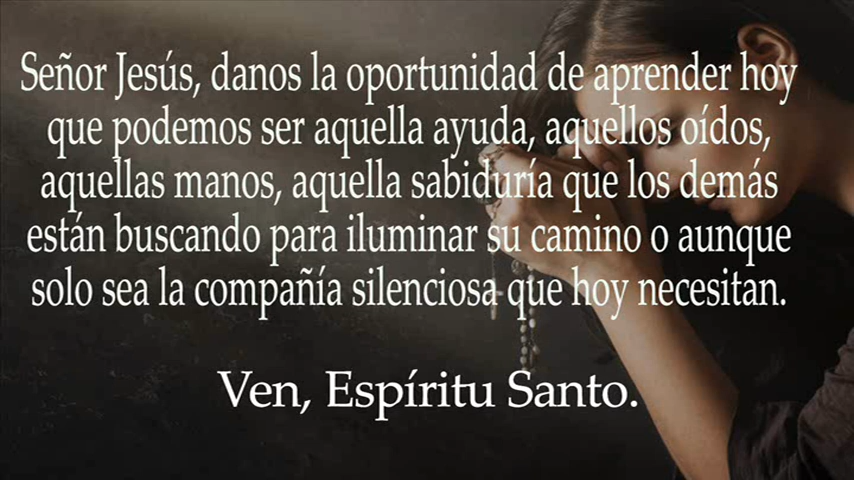 Señor Jesús, danos la oportunidad de aprender hoy
que podemos ser aquella ayuda, aquellos oídos,
aquellas manos, aquella sabiduría que los demás
están buscando para iluminar su camino o aunque
solo sea la compañía silenciosa que hoy necesitan.
Ven, Espíritu Santo.